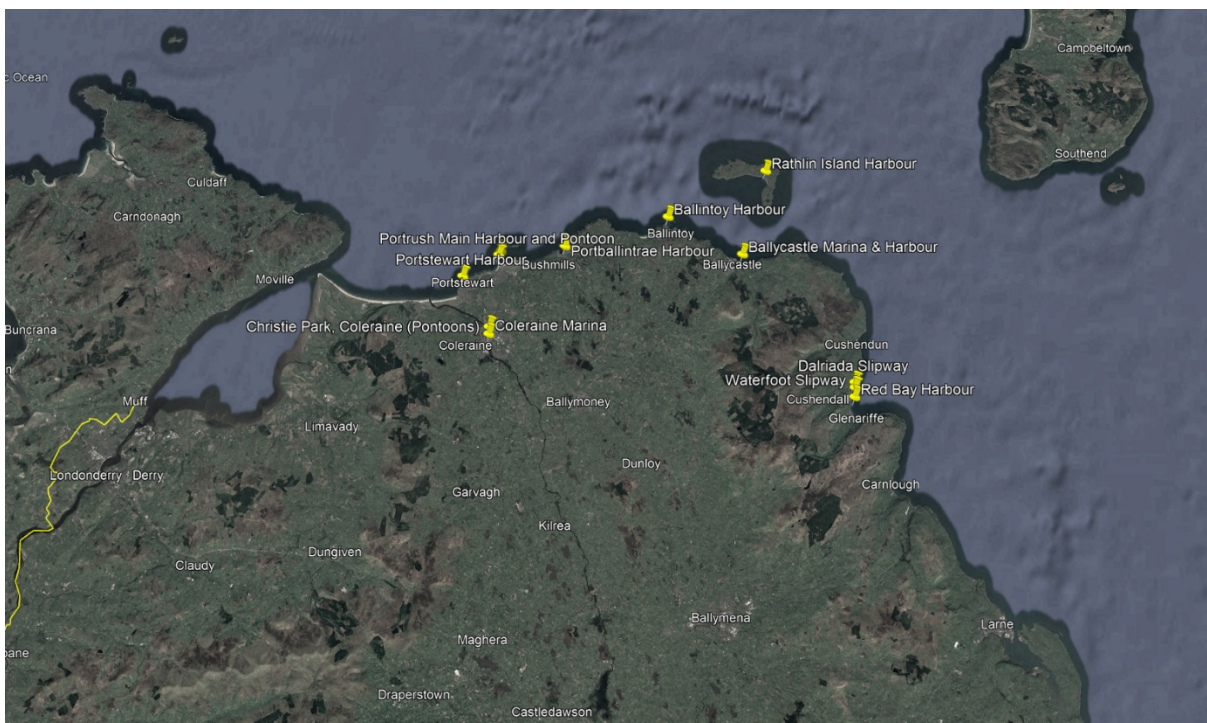 Campbeltown
c Ocean
Southend
Rathlin Island Harbour
Culdaff
Carndonagh
Ballintoy Harbour
Ballintoy
Portrush Main Harbour and Pontoon
Portballintrae Harbour
Ballycastle Marina & Harbour
Portstewart Harbour
Bushmills
Ballycastle
Moville
Portstewart
Buncrana
Christie Park, Coleraine (Pontoons)
Coleraine Marina
Coleraine
Cushendun
Dalriada Slipway
Waterfoot Slipway
Red Bay Harbour
Cushendall
Muff
Ballymoney
Glenariffe
Limavady
Londonderry
Derry
Dunloy
Carnlough
Garvagh
Kilrea
Dungiven
Claudy
Ballymena
Larne
Maghera
bane
Draperstown
Castledawson